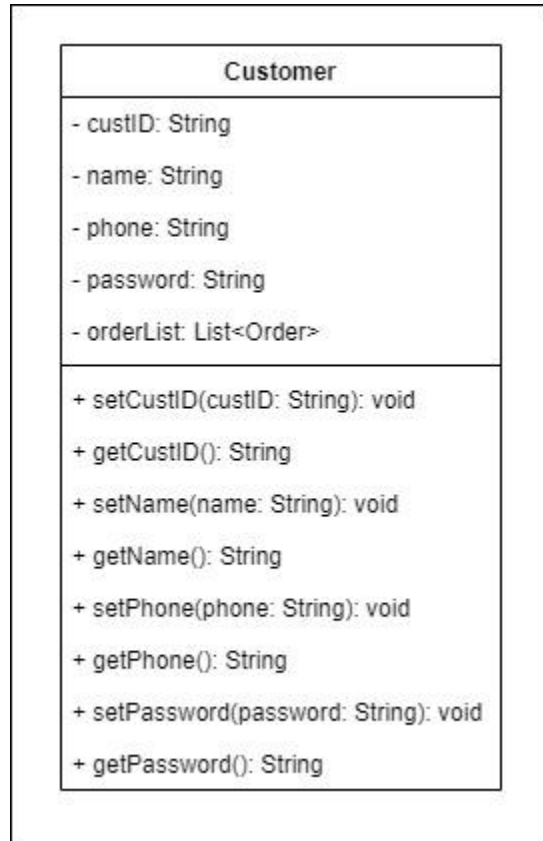 Customer
- custID: String
- name: String
- phone: String
- password: String
- orderList: List<Order>
+ setCustID(custID: String): void
+ getCustID(): String
+ setName(name: String): void
+ getName(): String
+ setPhone(phone: String): void
+ getPhone(): String
+ setPassword(password: String): void
+ getPassword(): String